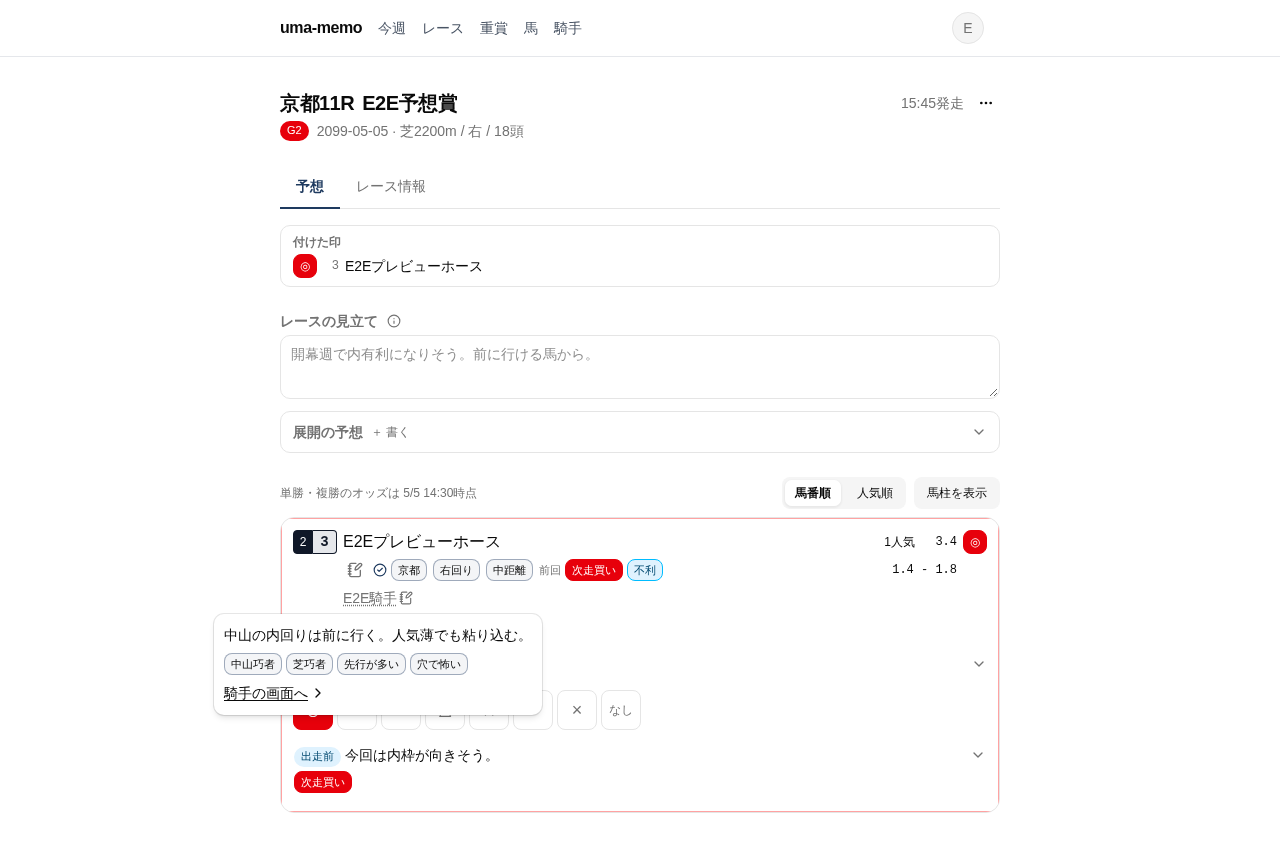 uma-memo 今週 レース 重賞 馬 騎手 E
京都11R E2E予想賞 15:45発走
G2 2099-05-05 · 芝2200m / 右 / 18頭
予想 レース情報
付けた印
◎ 3 E2Eプレビューホース
レースの見立て
開幕週で内有利になりそう。前に行ける馬から。
展開の予想 + 書く
単勝・複勝のオッズは 5/5 14:30時点 馬番順 人気順 馬柱を表示
2 3 E2Eプレビューホース 1人気 3.4 ◎
京都 右回り 中距離 前回 次走買い 不利 1.4 - 1.8
E2E騎手
中山の内回りは前に行く。人気薄でも粘り込む。
中山巧者 芝巧者 先行が多い 穴で怖い
騎手の画面へ
× なし
出走前 今回は内枠が向きそう。
次走買い